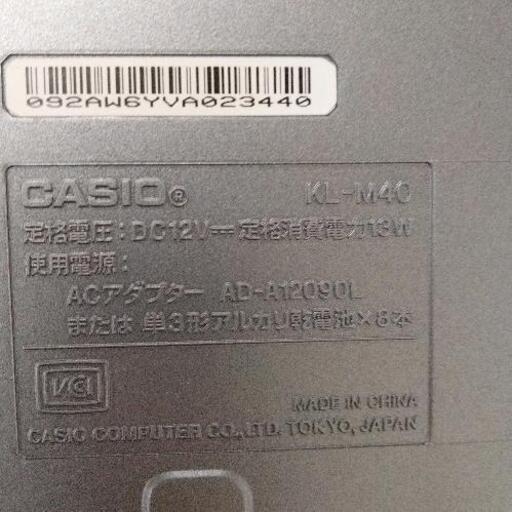 092AW6YVA023440
CASIO® KL-M40
定格電圧:DC12V⎓定格消費電力13W
使用電源:
ACアダプター AD-A12090L
または 単3形アルカリ乾電池×8本
VCI
MADE IN CHINA
CASIO COMPUTER CO.,LTD. TOKYO, JAPAN